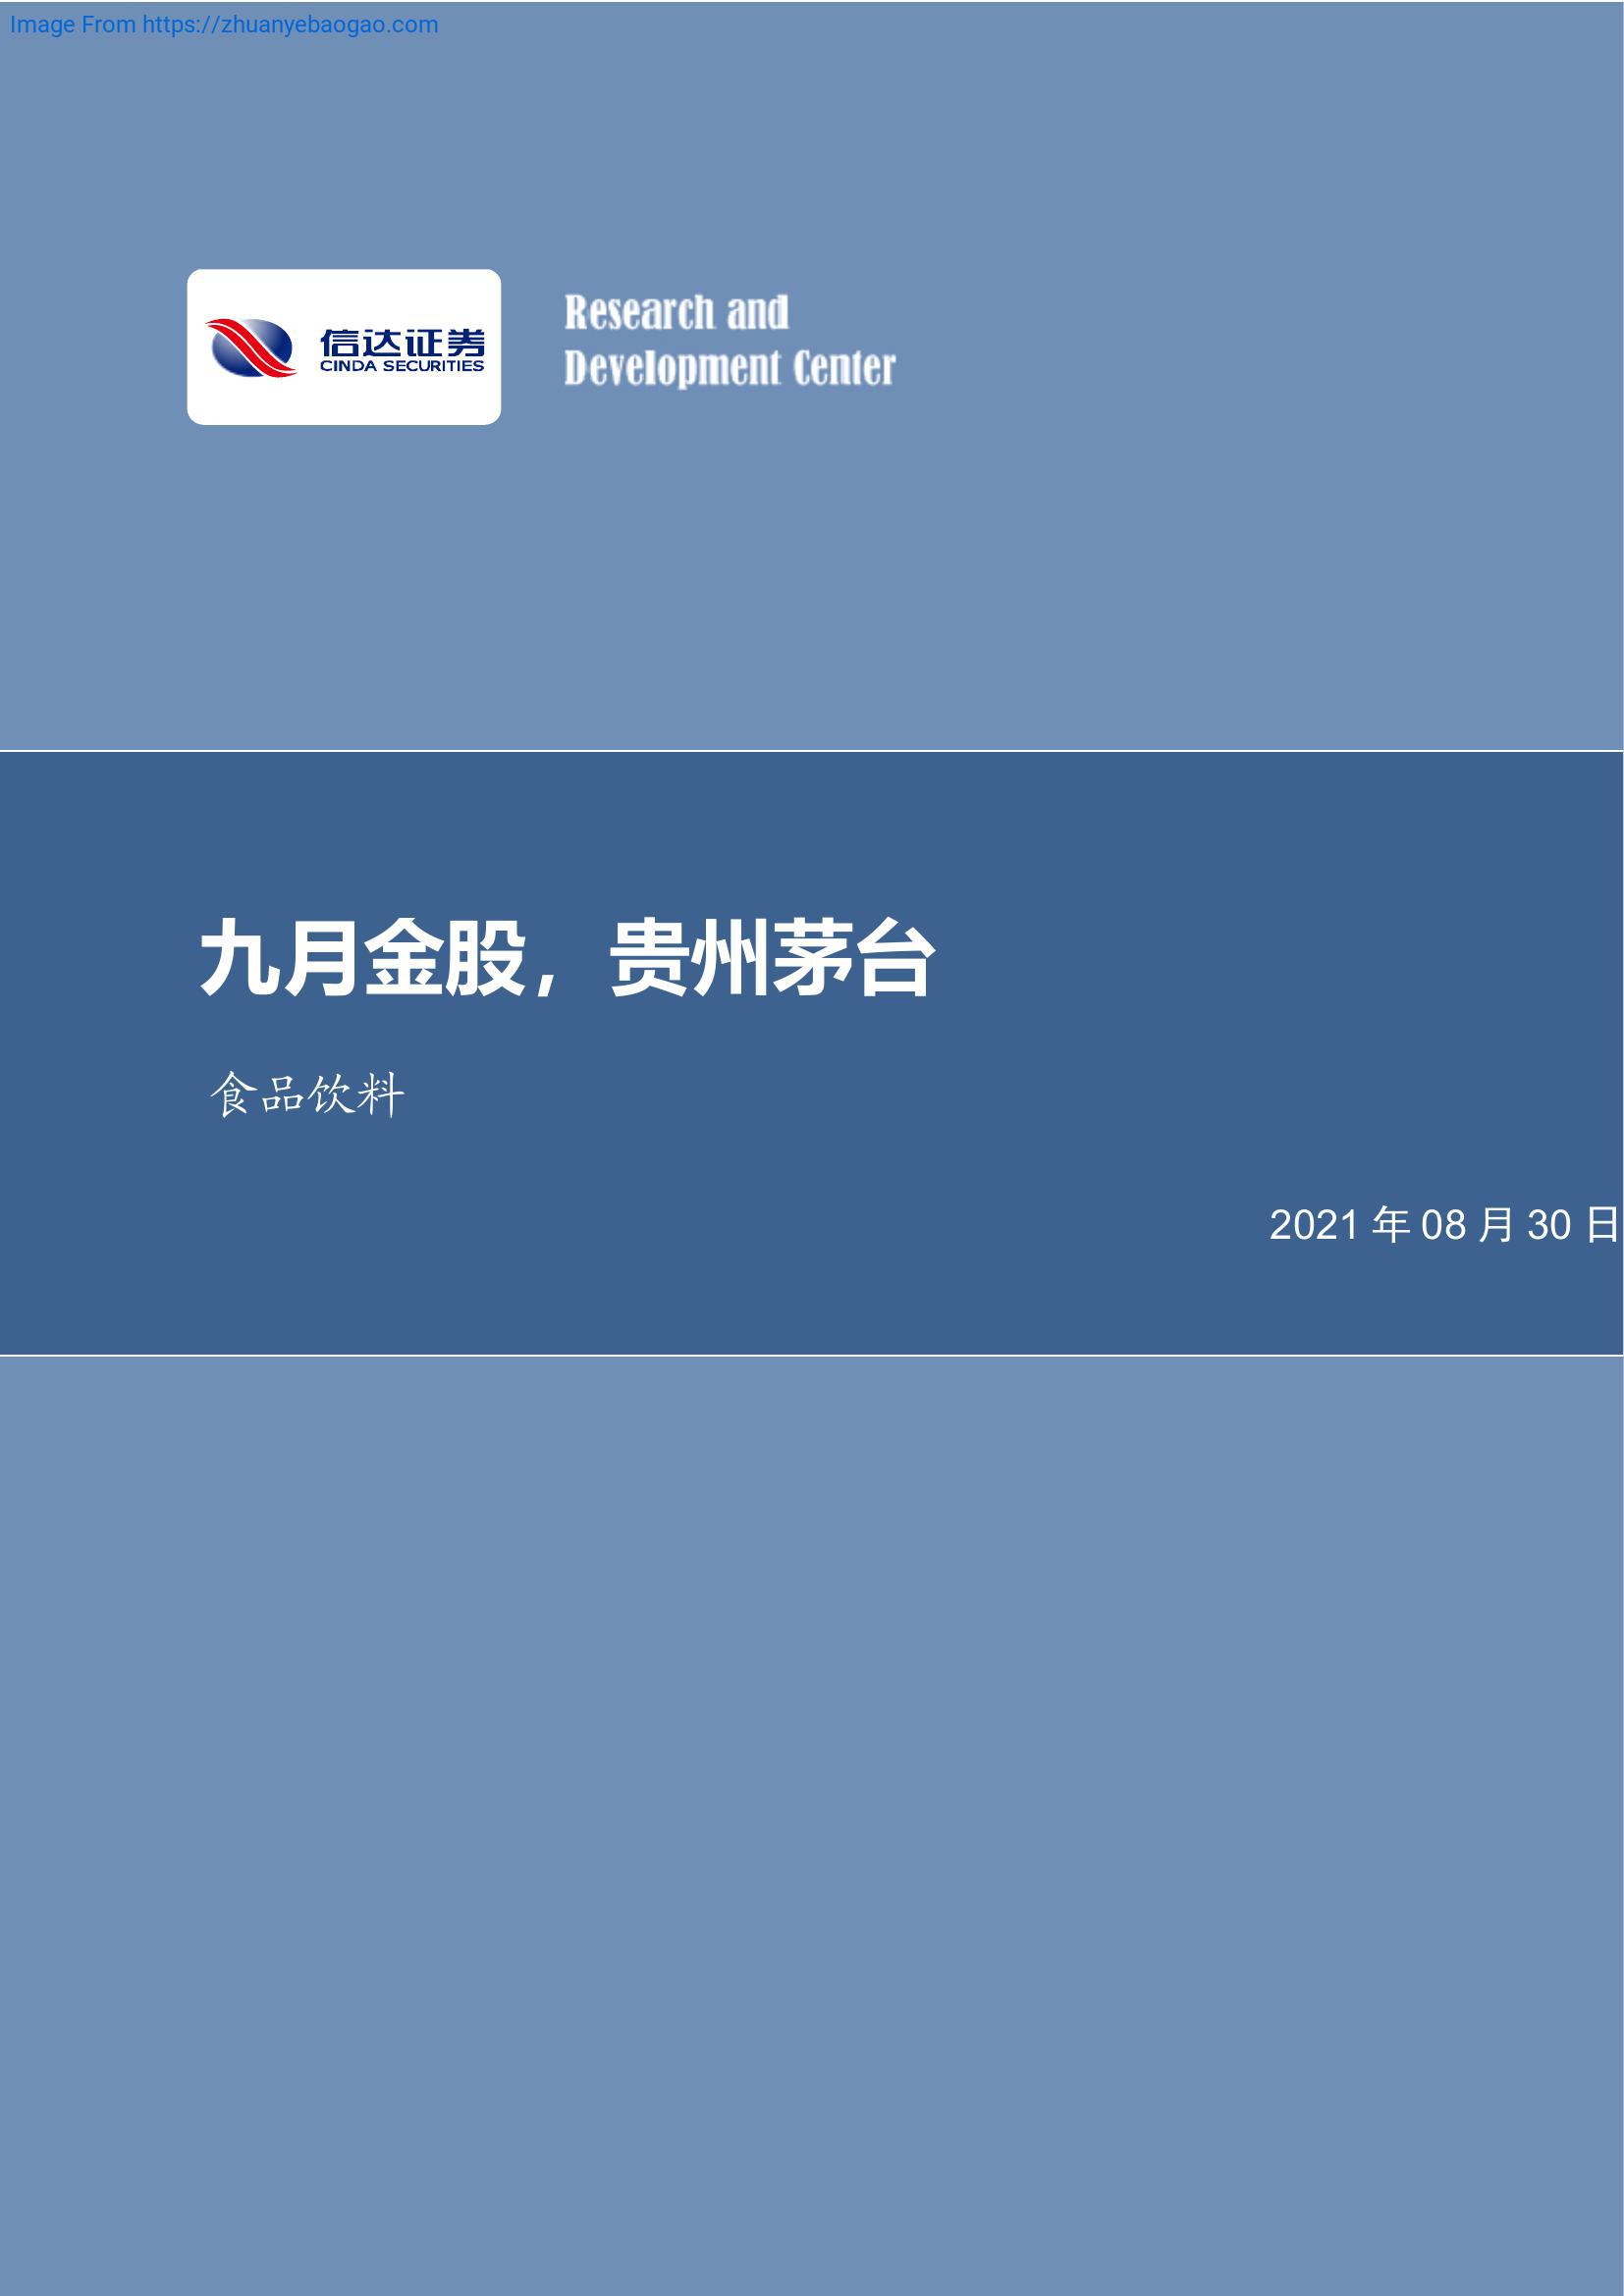 Image From https://zhuanyebaogao.com
信达证券
CINDA SECURITIES
Research and
Development Center
九月金股，贵州茅台
食品饮料
2021 年 08 月 30 日